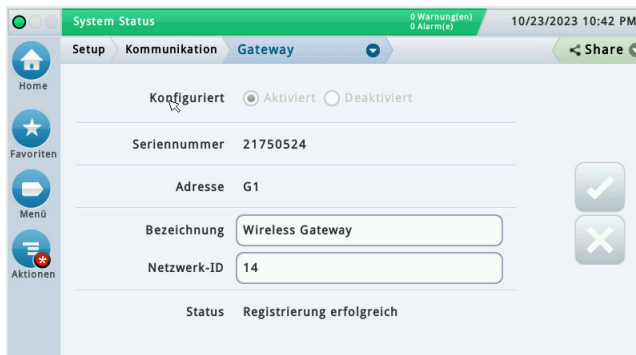 System Status
0 Warnung(en)
0 Alarm(e)
10/23/2023 10:42 PM
Setup
Kommunikation
Gateway
Share
Home
Favoriten
Menü
Aktionen
Konfiguriert Aktiviert Deaktiviert
Seriennummer 21750524
Adresse G1
Bezeichnung Wireless Gateway
Netzwerk-ID 14
Status Registrierung erfolgreich